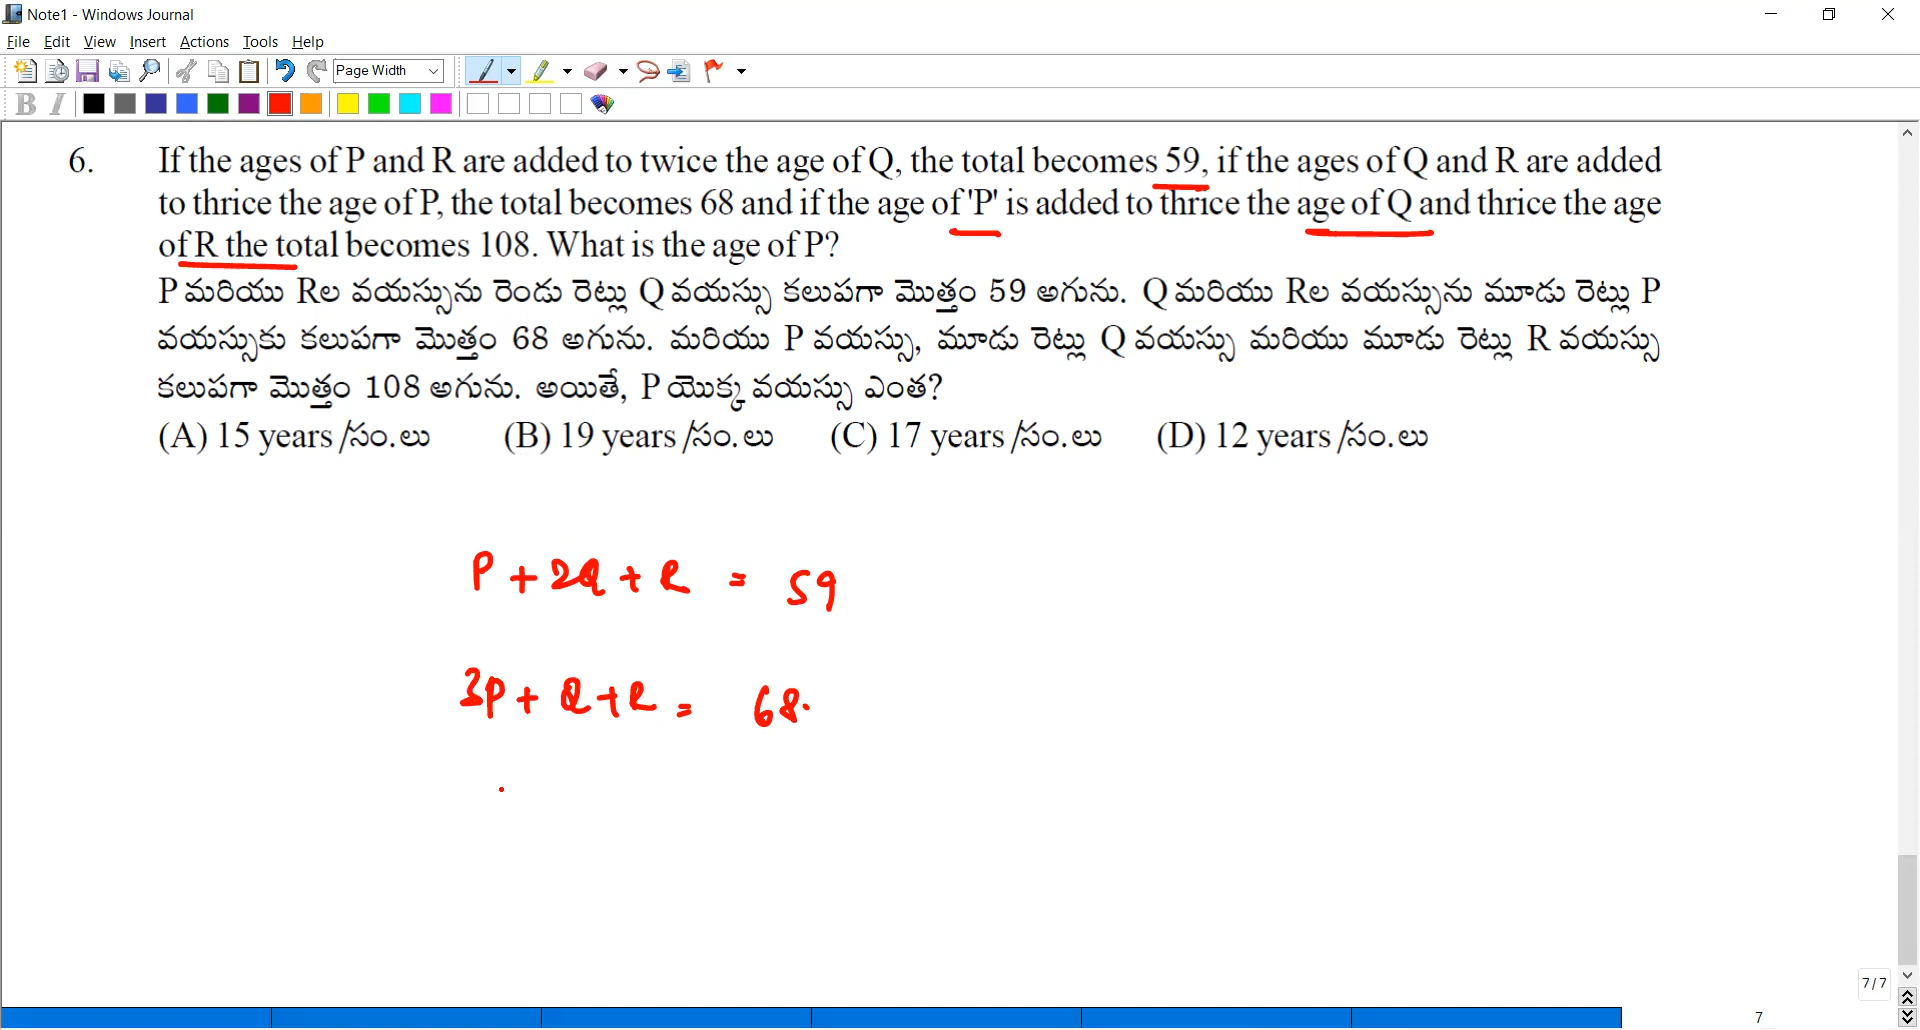 Note1 - Windows Journal
File Edit View Insert Actions Tools Help
Page Width
B I
6. If the ages of P and R are added to twice the age of Q, the total becomes 59, if the ages of Q and R are added
to thrice the age of P, the total becomes 68 and if the age of 'P' is added to thrice the age of Q and thrice the age
of R the total becomes 108. What is the age of P?
P మరియు Rల వయస్సును రెండు రెట్లు Q వయస్సు కలుపగా మొత్తం 59 అగును. Q మరియు Rల వయస్సును మూడు రెట్లు P
వయస్సుకు కలుపగా మొత్తం 68 అగును. మరియు P వయస్సు, మూడు రెట్లు Q వయస్సు మరియు మూడు రెట్లు R వయస్సు
కలుపగా మొత్తం 108 అగును. అయితే, P యొక్క వయస్సు ఎంత?
(A) 15 years /సం.లు (B) 19 years /సం.లు (C) 17 years /సం.లు (D) 12 years /సం.లు
P + 2Q + R = 59
3P + Q + R = 68.
7/7
7